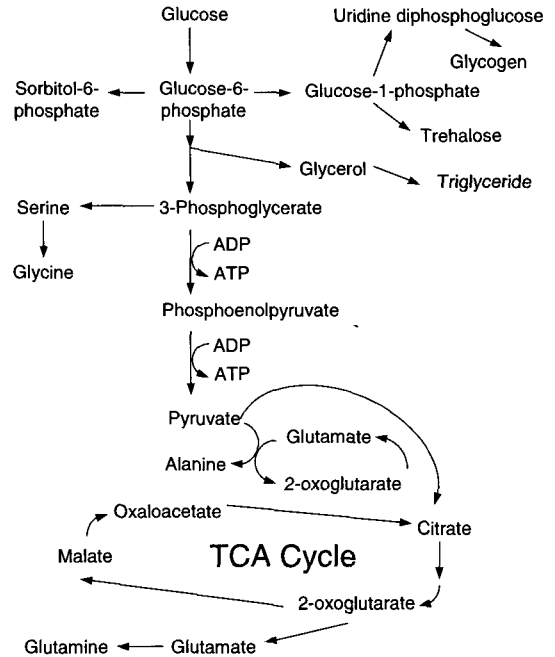 Glucose
Uridine diphosphoglucose
Glycogen
Sorbitol-6-
phosphate
Glucose-6-
phosphate
Glucose-1-phosphate
Trehalose
Glycerol
Triglyceride
Serine
3-Phosphoglycerate
Glycine
ADP
ATP
Phosphoenolpyruvate
ADP
ATP
Pyruvate
Glutamate
Alanine
2-oxoglutarate
Oxaloacetate
Citrate
Malate
TCA Cycle
2-oxoglutarate
Glutamine
Glutamate